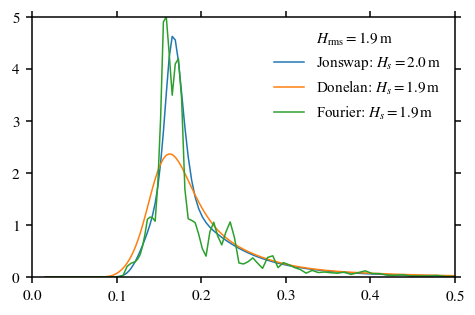 5
4
3
2
1
0
H_rms = 1.9 m
Jonswap: H_s = 2.0 m
Donelan: H_s = 1.9 m
Fourier: H_s = 1.9 m
0.0 0.1 0.2 0.3 0.4 0.5